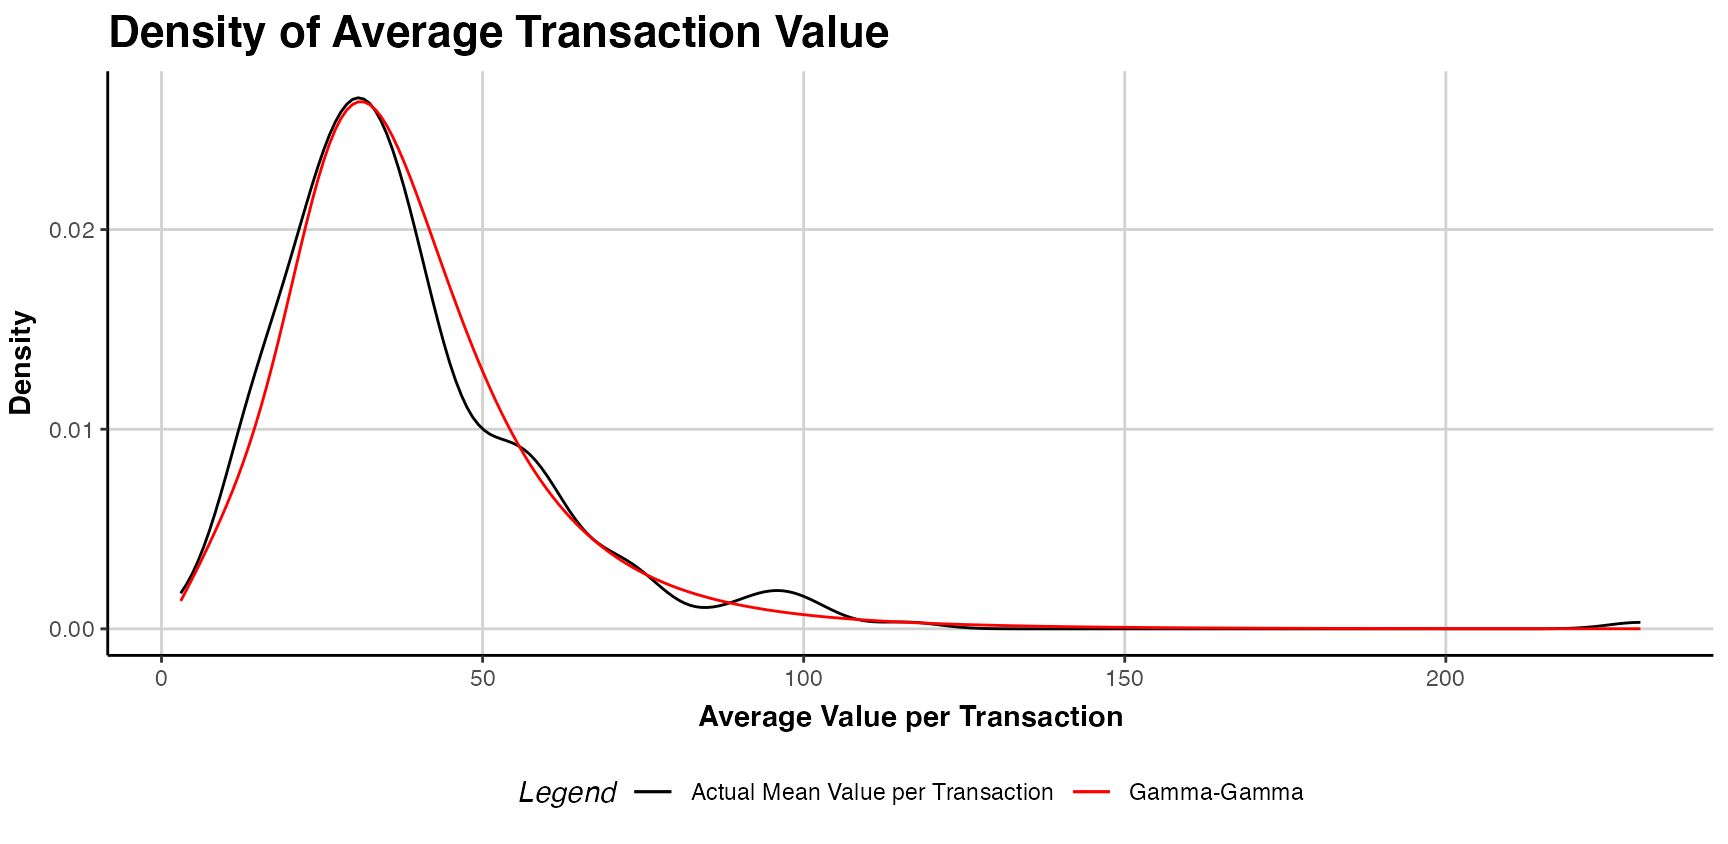 Density of Average Transaction Value
Density
0.02
0.01
0.00
0 50 100 150 200
Average Value per Transaction
Legend Actual Mean Value per Transaction Gamma-Gamma